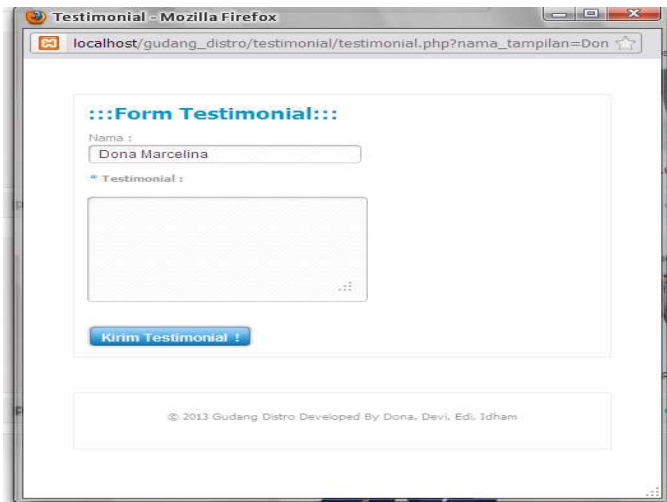 Testimonial - Mozilla Firefox
localhost/gudang_distro/testimonial/testimonial.php?nama_tampilan=Don
:::Form Testimonial:::
Nama :
Dona Marcelina
* Testimonial :
Kirim Testimonial !
© 2013 Gudang Distro Developed By Dona, Devi, Edi, Idham